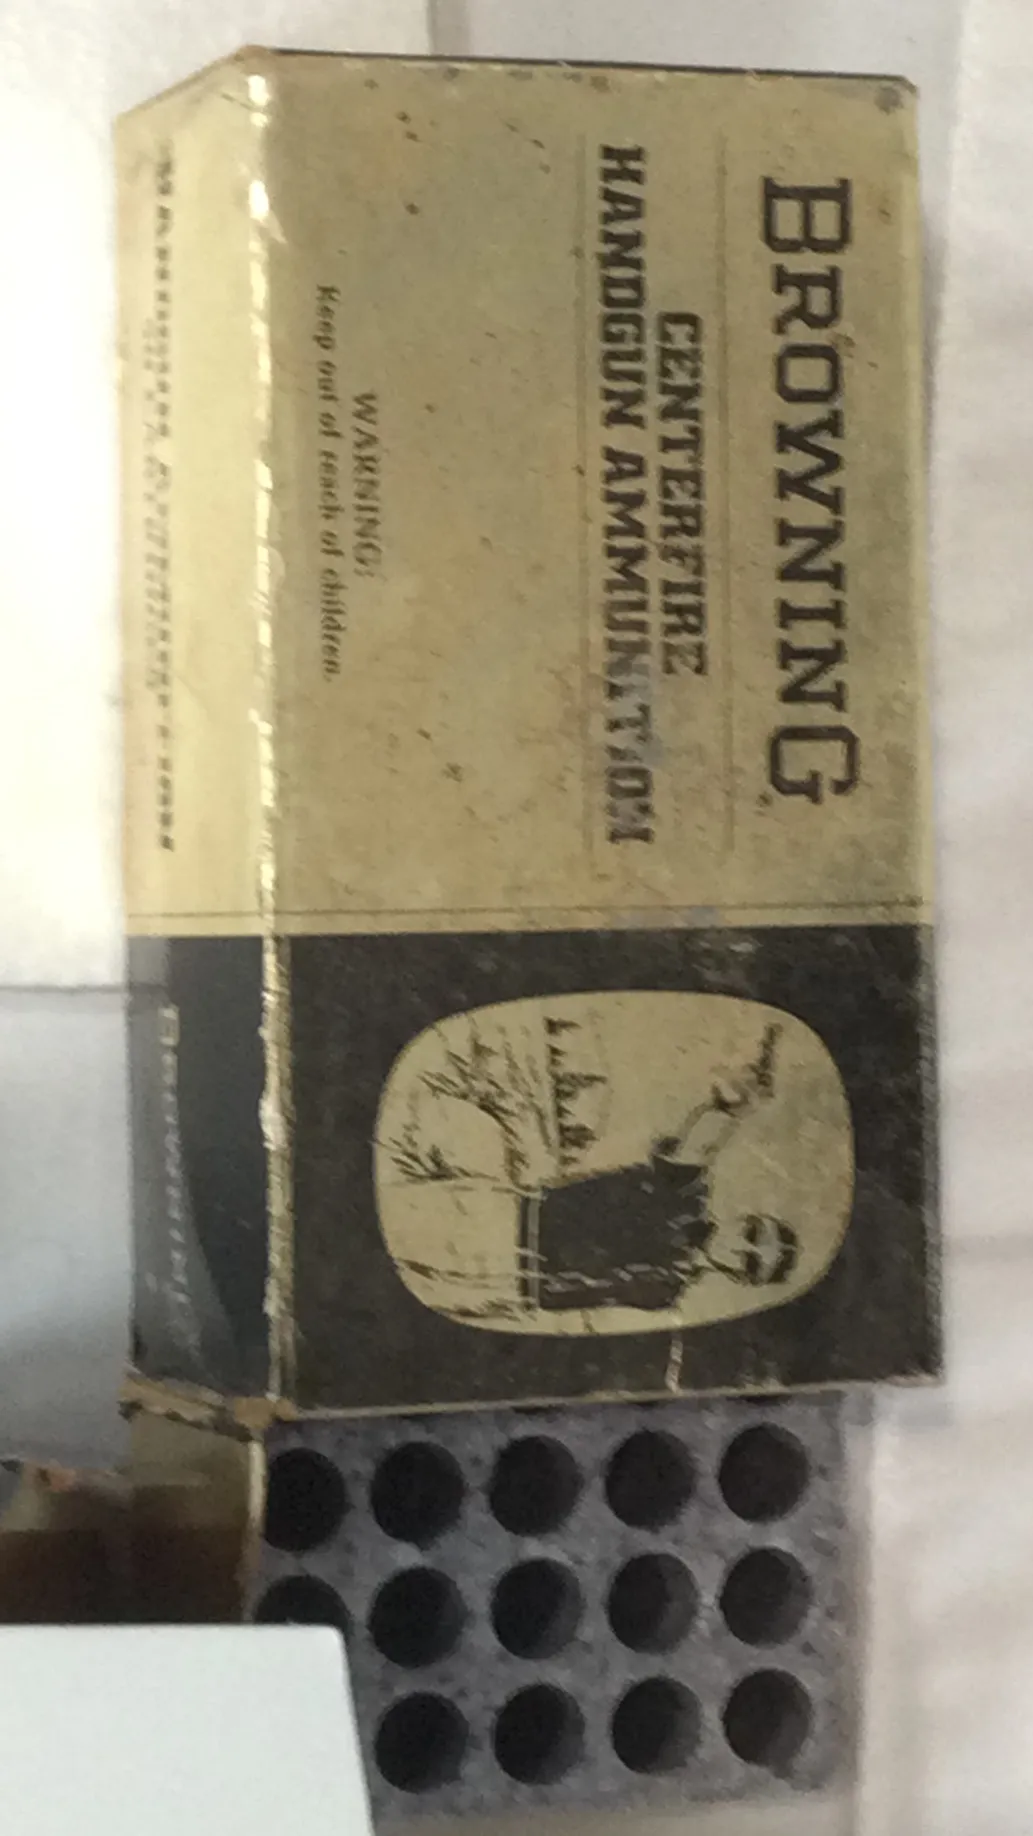 BROWNING
CENTERFIRE
HANDGUN AMMUNITION
WARNING:
Keep out of reach of children.